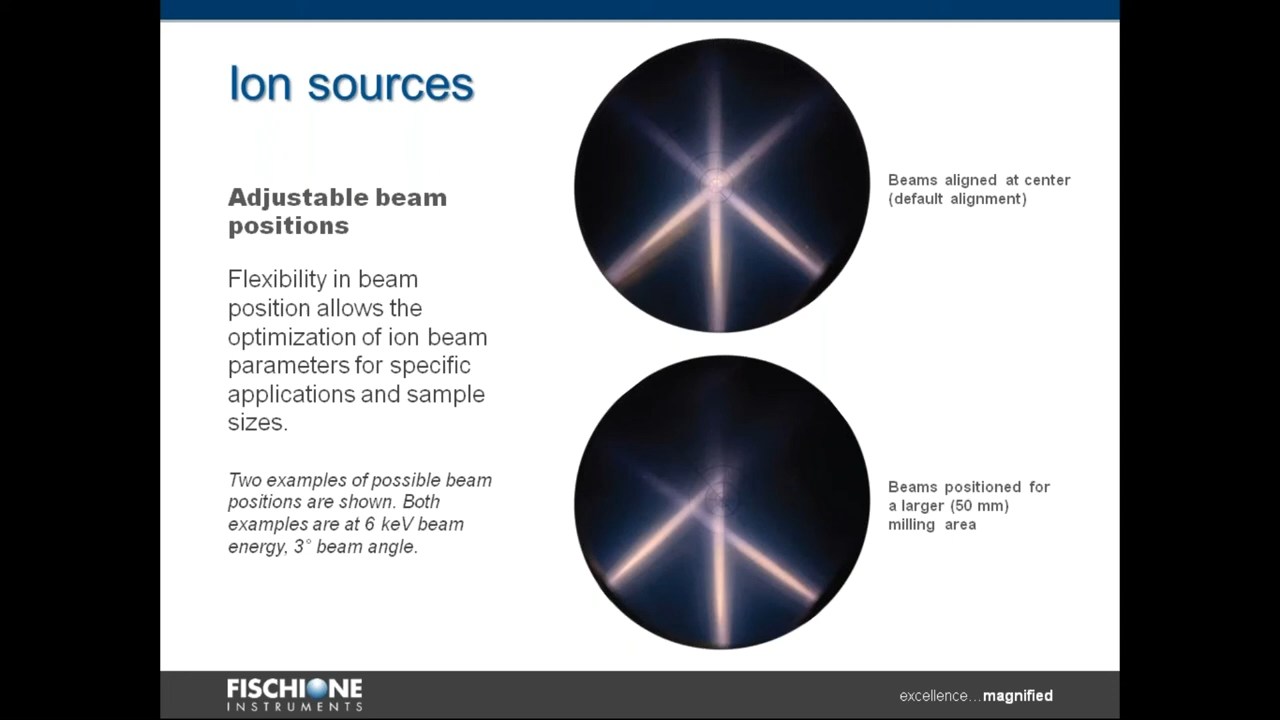 Ion sources
Adjustable beam
positions
Flexibility in beam
position allows the
optimization of ion beam
parameters for specific
applications and sample
sizes.
Two examples of possible beam
positions are shown. Both
examples are at 6 keV beam
energy, 3° beam angle.
Beams aligned at center
(default alignment)
Beams positioned for
a larger (50 mm)
milling area
FISCHIONE
INSTRUMENTS
excellence...magnified